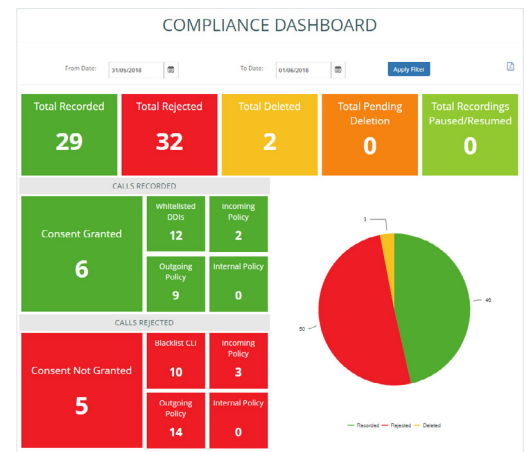 COMPLIANCE DASHBOARD
From Date: 31/05/2018 To Date: 01/06/2018 Apply Filter
Total Recorded
29
Total Rejected
32
Total Deleted
2
Total Pending
Deletion
0
Total Recordings
Paused/Resumed
0
CALLS RECORDED
Consent Granted
6
Whitelisted
DDIs
12
Incoming
Policy
2
Outgoing
Policy
9
Internal Policy
0
CALLS REJECTED
Consent Not Granted
5
Blacklist CLI
10
Incoming
Policy
3
Outgoing
Policy
14
Internal Policy
0
3
50
Recorded Rejected Deleted